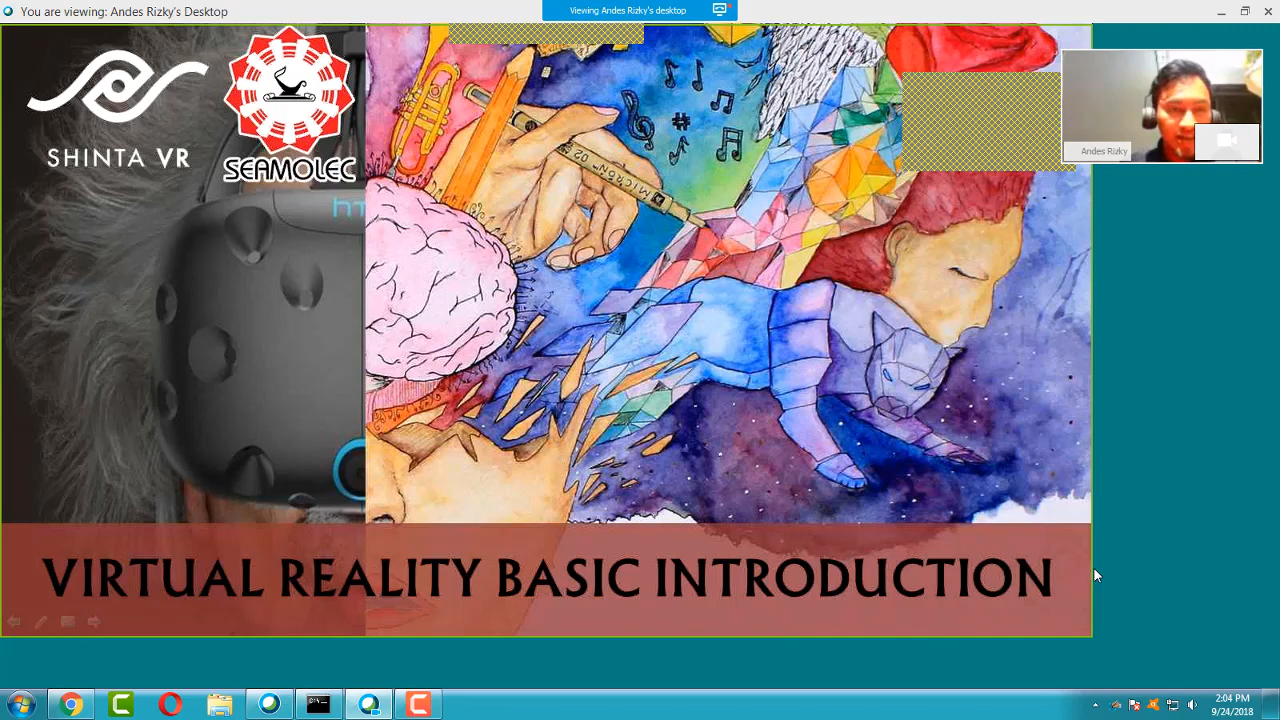 You are viewing: Andes Rizky's Desktop
Viewing Andes Rizky's desktop
SHINTA VR
SEAMOLEC
MICRON™ 02
Andes Rizky
VIRTUAL REALITY BASIC INTRODUCTION
2:04 PM
9/24/2018